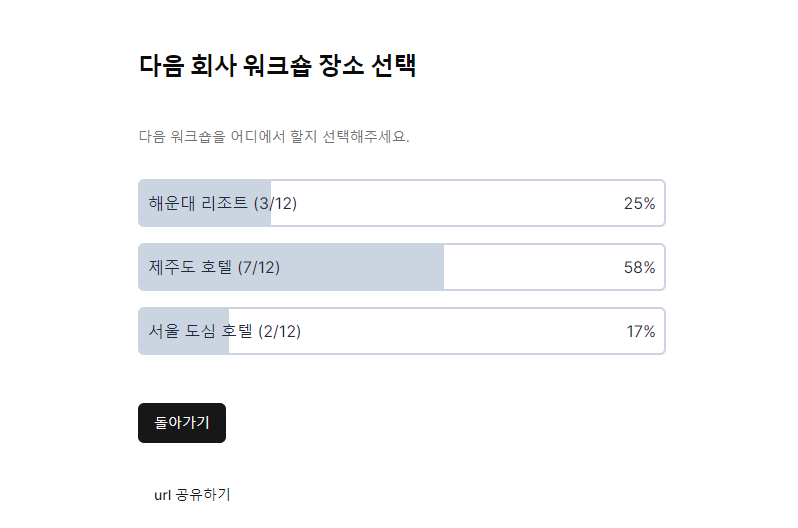 다음 회사 워크숍 장소 선택
다음 워크숍을 어디에서 할지 선택해주세요.
해운대 리조트 (3/12) 25%
제주도 호텔 (7/12) 58%
서울 도심 호텔 (2/12) 17%
돌아가기
url 공유하기